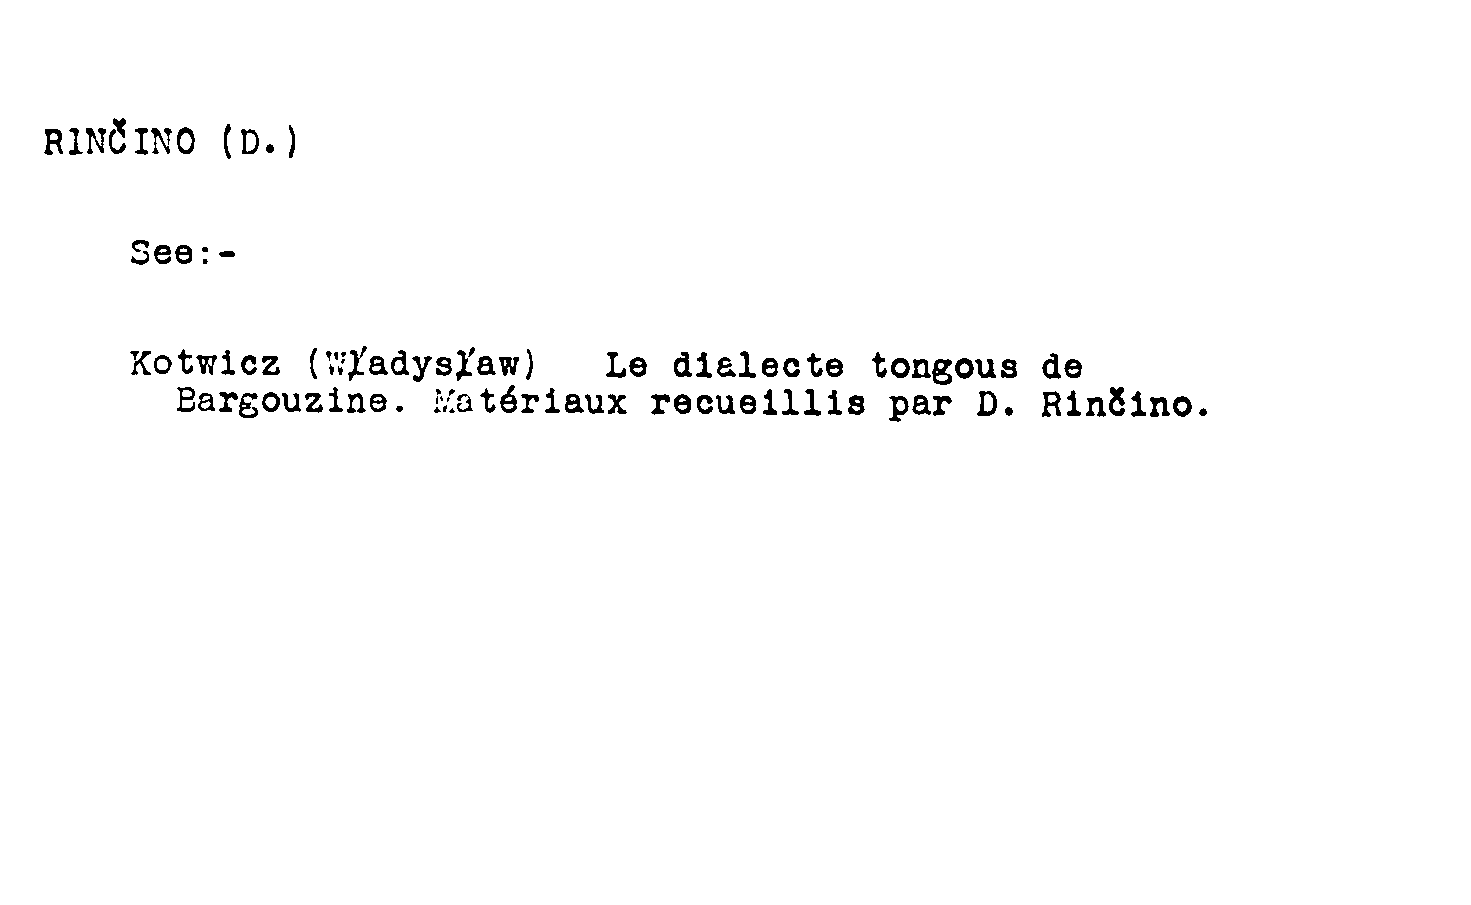 RINČINO (D.)
See:-
Kotwicz (Władysław) Le dialecte tongous de
Bargouzine. Matériaux recueillis par D. Rinčino.